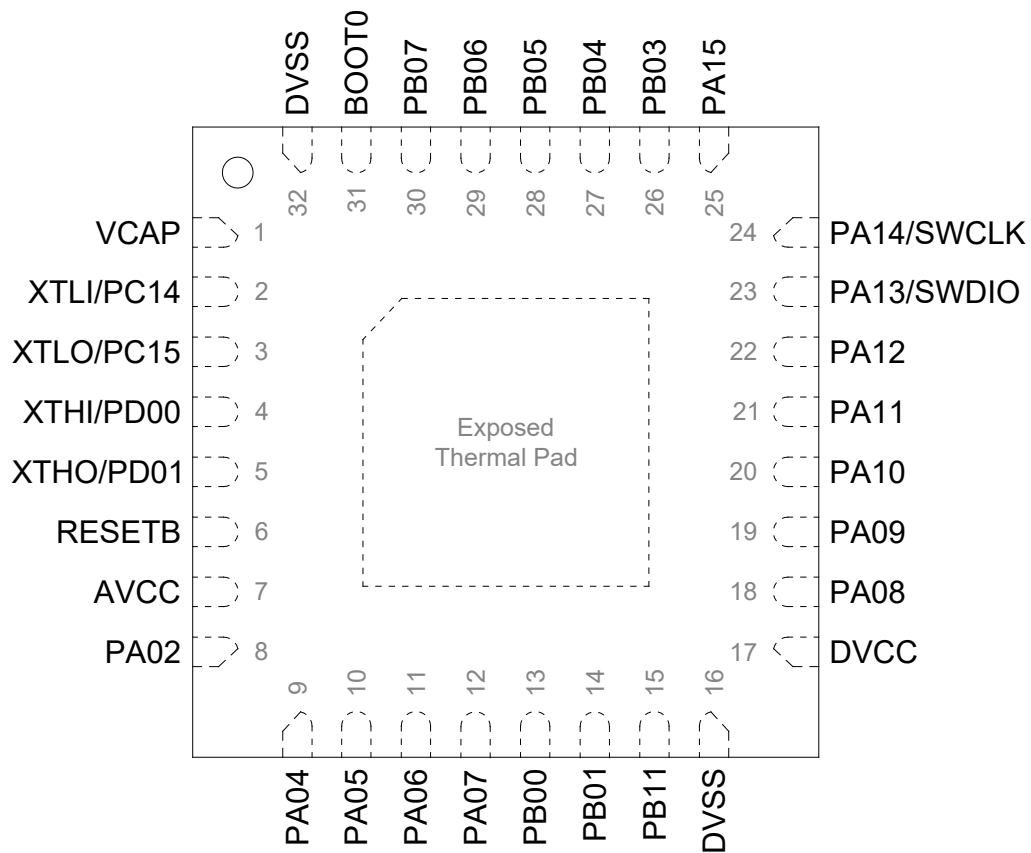 DVSS
BOOT0
PB07
PB06
PB05
PB04
PB03
PA15
32
31
30
29
28
27
26
25
VCAP 1
XTLI/PC14 2
XTLO/PC15 3
XTHI/PD00 4
XTHO/PD01 5
RESETB 6
AVCC 7
PA02 8
24 PA14/SWCLK
23 PA13/SWDIO
22 PA12
21 PA11
20 PA10
19 PA09
18 PA08
17 DVCC
Exposed
Thermal Pad
9
10
11
12
13
14
15
16
PA04
PA05
PA06
PA07
PB00
PB01
PB11
DVSS